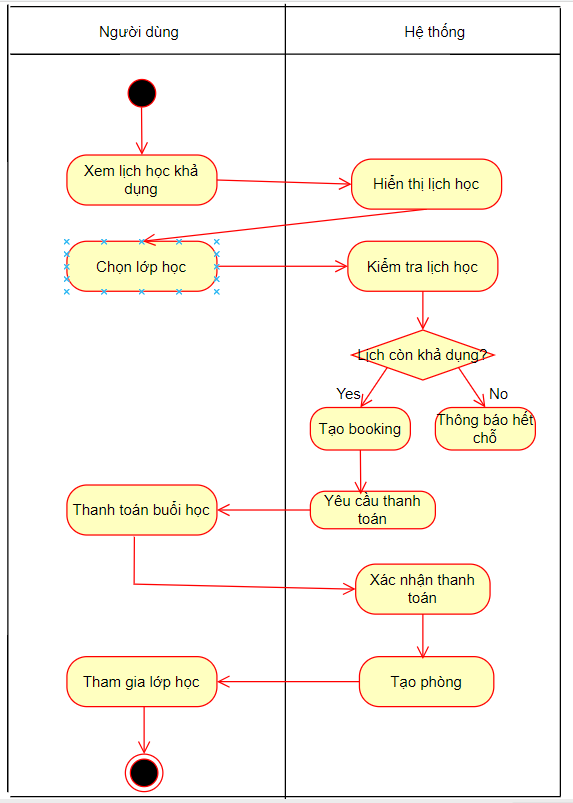 Người dùng
Hệ thống
Xem lịch học khả
dụng
Hiển thị lịch học
Chọn lớp học
Kiểm tra lịch học
Lịch còn khả dụng?
Yes
No
Tạo booking
Thông báo hết
chỗ
Yêu cầu thanh
toán
Thanh toán buổi học
Xác nhận thanh
toán
Tham gia lớp học
Tạo phòng